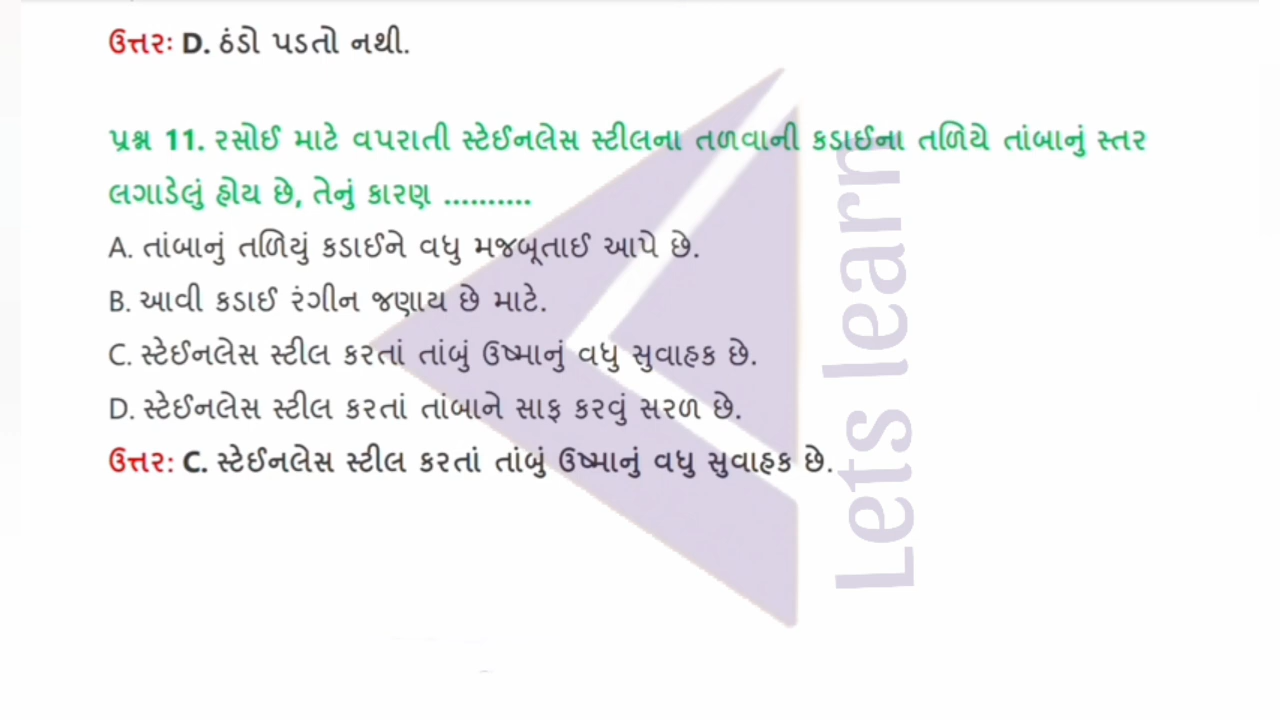 ઉત્તરઃ D. ઠંડો પડતો નથી.
પ્રશ્ન 11. રસોઈ માટે વપરાતી સ્ટેઈનલેસ સ્ટીલના તળવાની કડાઈના તળિયે તાંબાનું સ્તર
લગાડેલું હોય છે, તેનું કારણ ..........
A. તાંબાનું તળિયું કડાઈને વધુ મજબૂતાઈ આપે છે.
B. આવી કડાઈ રંગીન જણાય છે માટે.
C. સ્ટેઈનલેસ સ્ટીલ કરતાં તાંબું ઉષ્માનું વધુ સુવાહક છે.
D. સ્ટેઈનલેસ સ્ટીલ કરતાં તાંબાને સાફ કરવું સરળ છે.
ઉત્તર: C. સ્ટેઈનલેસ સ્ટીલ કરતાં તાંબું ઉષ્માનું વધુ સુવાહક છે.
Lets learn